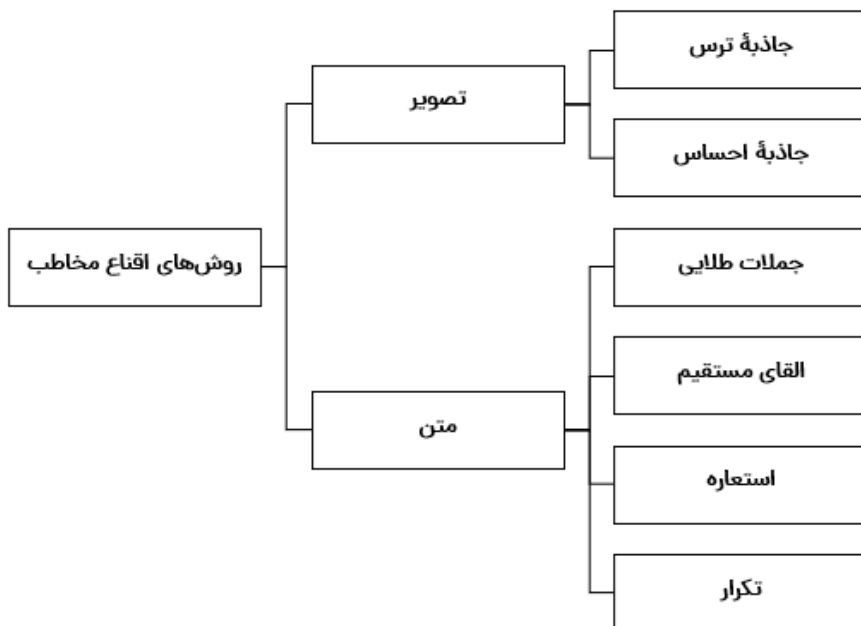 روش‌های اقناع مخاطب
تصویر
جاذبهٔ ترس
جاذبهٔ احساس
متن
جملات طلایی
القای مستقیم
استعاره
تکرار